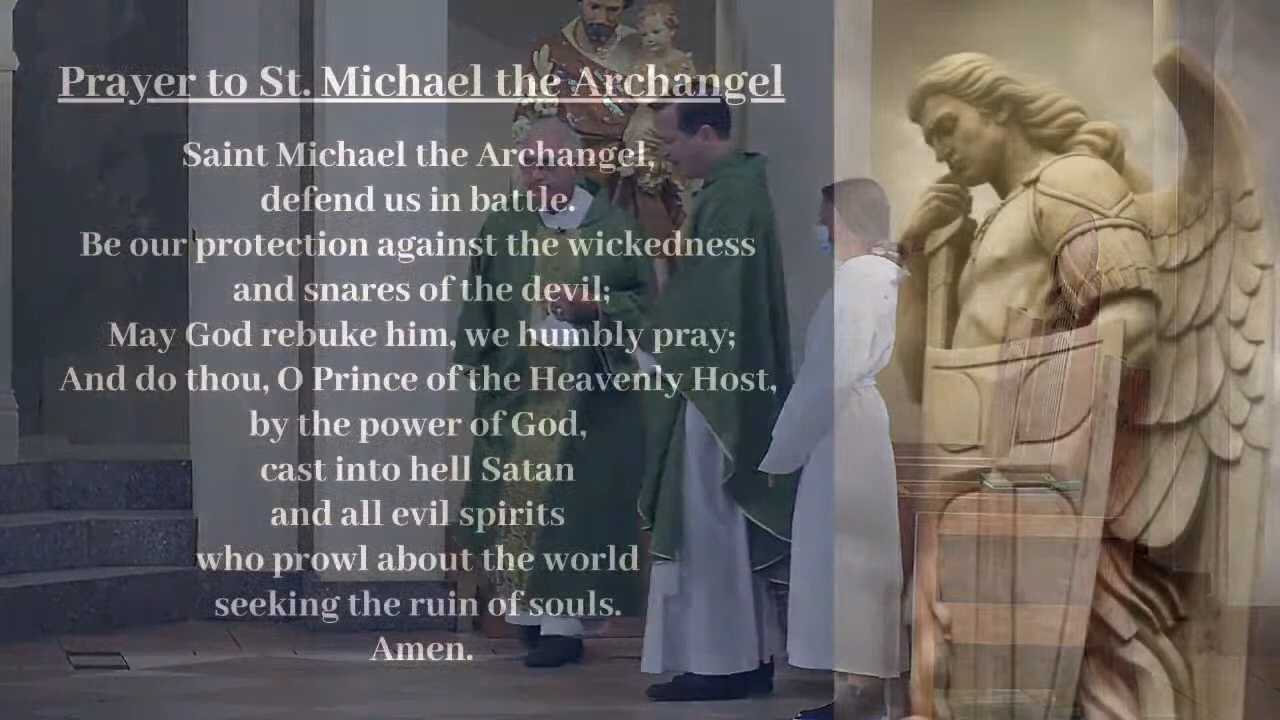 Prayer to St. Michael the Archangel
Saint Michael the Archangel,
defend us in battle.
Be our protection against the wickedness
and snares of the devil;
May God rebuke him, we humbly pray;
And do thou, O Prince of the Heavenly Host,
by the power of God,
cast into hell Satan
and all evil spirits
who prowl about the world
seeking the ruin of souls.
Amen.